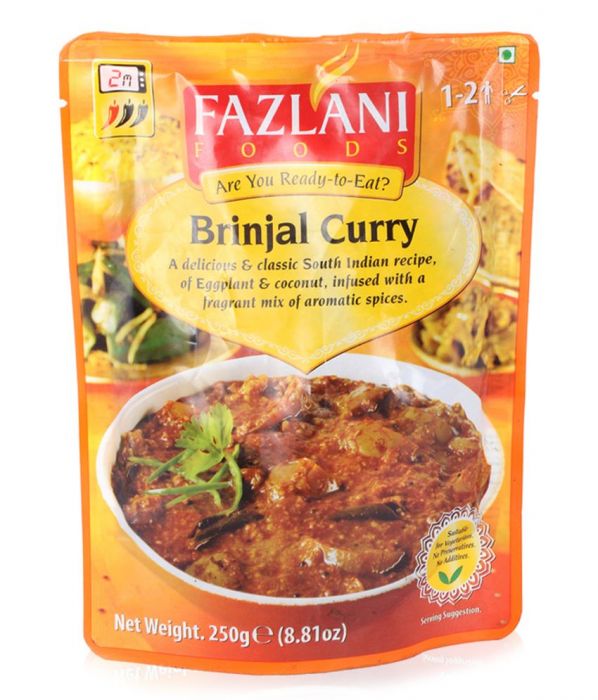 2m
FAZLANI
FOODS
1-2
Are You Ready-to-Eat?
Brinjal Curry
A delicious & classic South Indian recipe,
of Eggplant & coconut, infused with a
fragrant mix of aromatic spices.
Suitable
for Vegetarians.
No Preservatives.
No Additives.
Serving Suggestion.
Net Weight. 250g℮ (8.81oz)